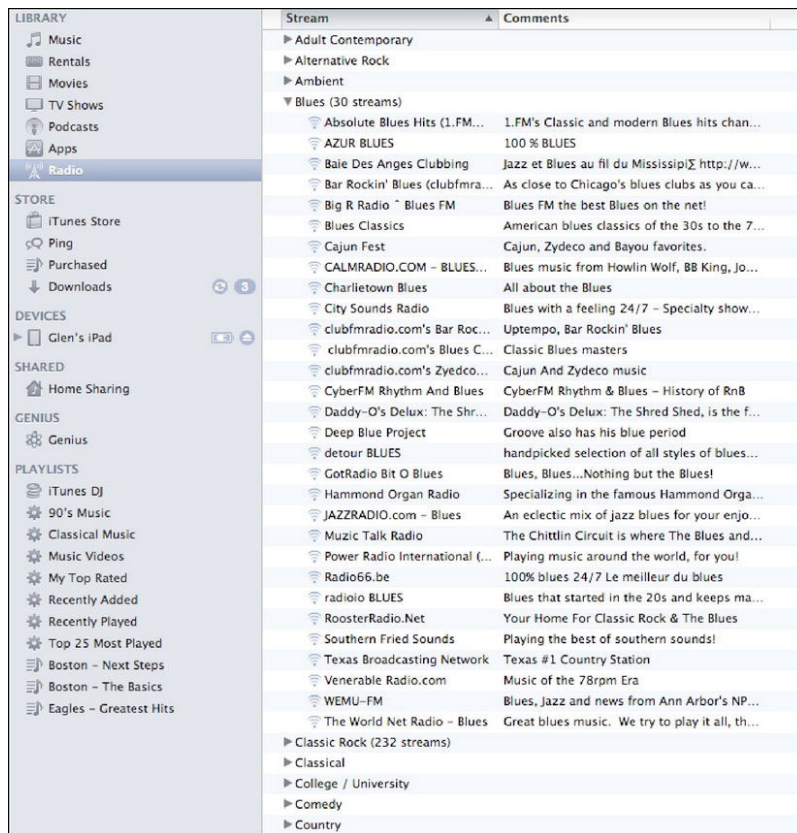 LIBRARY
Music
Rentals
Movies
TV Shows
Podcasts
Apps
Radio
STORE
iTunes Store
Ping
Purchased
Downloads 3
DEVICES
Glen's iPad
SHARED
Home Sharing
GENIUS
Genius
PLAYLISTS
iTunes DJ
90's Music
Classical Music
Music Videos
My Top Rated
Recently Added
Recently Played
Top 25 Most Played
Boston – Next Steps
Boston – The Basics
Eagles – Greatest Hits
Stream Comments
Adult Contemporary
Alternative Rock
Ambient
Blues (30 streams)
Absolute Blues Hits (1.FM... 1.FM's Classic and modern Blues hits chan...
AZUR BLUES 100 % BLUES
Baie Des Anges Clubbing Jazz et Blues au fil du Mississipi∑ http://w...
Bar Rockin' Blues (clubfmra... As close to Chicago's blues clubs as you ca...
Big R Radio ˆ Blues FM Blues FM the best Blues on the net!
Blues Classics American blues classics of the 30s to the 7...
Cajun Fest Cajun, Zydeco and Bayou favorites.
CALMRADIO.COM – BLUES... Blues music from Howlin Wolf, BB King, Jo...
Charlietown Blues All about the Blues
City Sounds Radio Blues with a feeling 24/7 – Specialty show...
clubfmradio.com's Bar Roc... Uptempo, Bar Rockin' Blues
clubfmradio.com's Blues C... Classic Blues masters
clubfmradio.com's Zyedco... Cajun And Zydeco music
CyberFM Rhythm And Blues CyberFM Rhythm & Blues – History of RnB
Daddy–O's Delux: The Shr... Daddy–O's Delux: The Shred Shed, is the f...
Deep Blue Project Groove also has his blue period
detour BLUES handpicked selection of all styles of blues...
GotRadio Bit O Blues Blues, Blues...Nothing but the Blues!
Hammond Organ Radio Specializing in the famous Hammond Orga...
JAZZRADIO.com – Blues An eclectic mix of jazz blues for your enjo...
Muzic Talk Radio The Chittlin Circuit is where The Blues and...
Power Radio International (... Playing music around the world, for you!
Radio66.be 100% blues 24/7 Le meilleur du blues
radioio BLUES Blues that started in the 20s and keeps ma...
RoosterRadio.Net Your Home For Classic Rock & The Blues
Southern Fried Sounds Playing the best of southern sounds!
Texas Broadcasting Network Texas #1 Country Station
Venerable Radio.com Music of the 78rpm Era
WEMU–FM Blues, Jazz and news from Ann Arbor's NP...
The World Net Radio – Blues Great blues music. We try to play it all, th...
Classic Rock (232 streams)
Classical
College / University
Comedy
Country